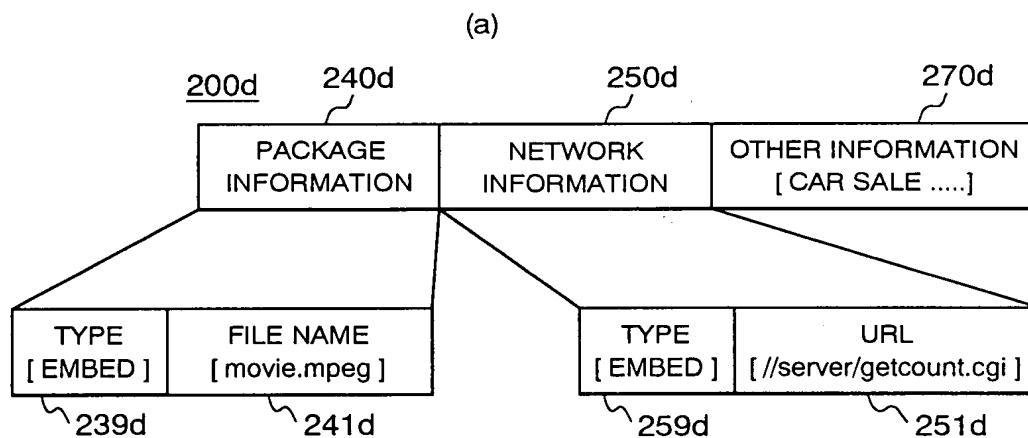 (a)
200d
240d
250d
270d
PACKAGE INFORMATION
NETWORK INFORMATION
OTHER INFORMATION
[ CAR SALE .....]
TYPE
[ EMBED ]
FILE NAME
[ movie.mpeg ]
TYPE
[ EMBED ]
URL
[ //server/getcount.cgi ]
239d
241d
259d
251d